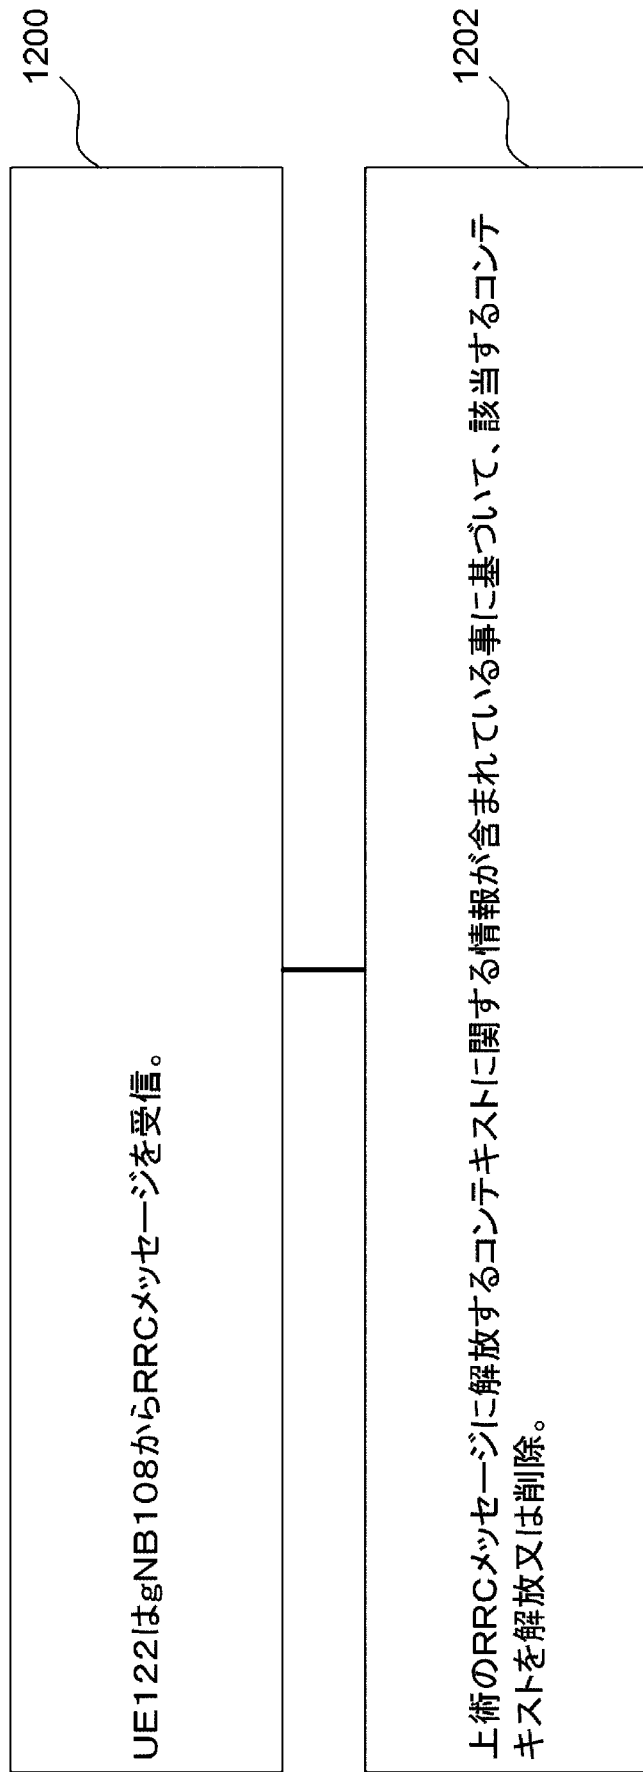 1200
UE122はgNB108からRRCメッセージを受信。
1202
上術のRRCメッセージに解放するコンテキストに関する情報が含まれている事に基づいて、該当するコンテ
キストを解放又は削除。